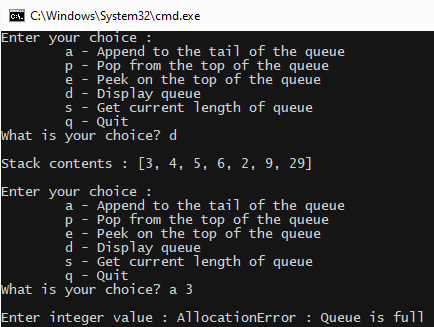 C:\Windows\System32\cmd.exe
Enter your choice :
a - Append to the tail of the queue
p - Pop from the top of the queue
e - Peek on the top of the queue
d - Display queue
s - Get current length of queue
q - Quit
What is your choice? d
Stack contents : [3, 4, 5, 6, 2, 9, 29]
Enter your choice :
a - Append to the tail of the queue
p - Pop from the top of the queue
e - Peek on the top of the queue
d - Display queue
s - Get current length of queue
q - Quit
What is your choice? a 3
Enter integer value : AllocationError : Queue is full